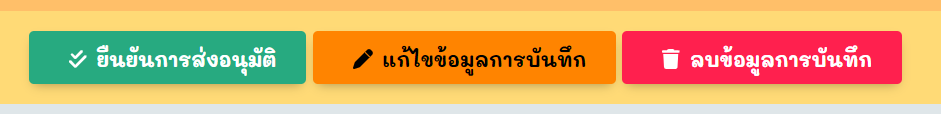 ยืนยันการส่งอนุมัติ
แก้ไขข้อมูลการบันทึก
ลบข้อมูลการบันทึก